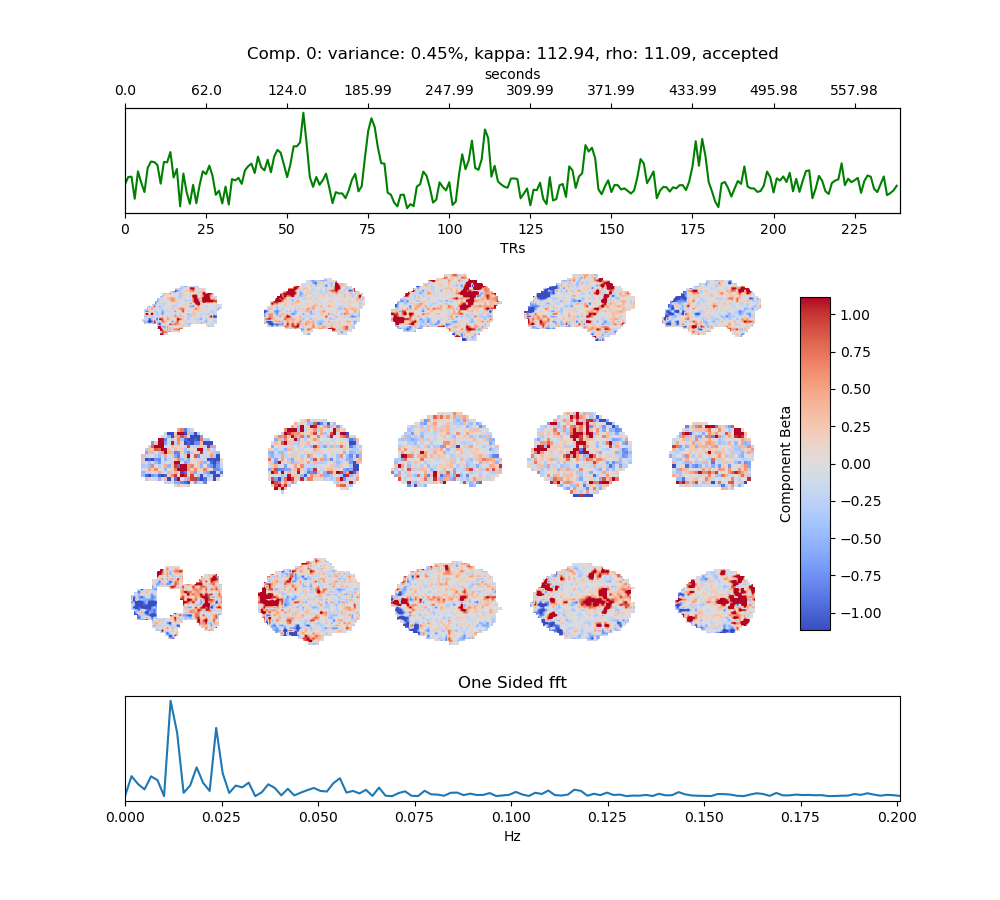 Comp. 0: variance: 0.45%, kappa: 112.94, rho: 11.09, accepted
seconds
0.0 62.0 124.0 185.99 247.99 309.99 371.99 433.99 495.98 557.98
0 25 50 75 100 125 150 175 200 225
TRs
1.00
0.75
0.50
0.25
0.00
−0.25
−0.50
−0.75
−1.00
Component Beta
One Sided fft
0.000 0.025 0.050 0.075 0.100 0.125 0.150 0.175 0.200
Hz